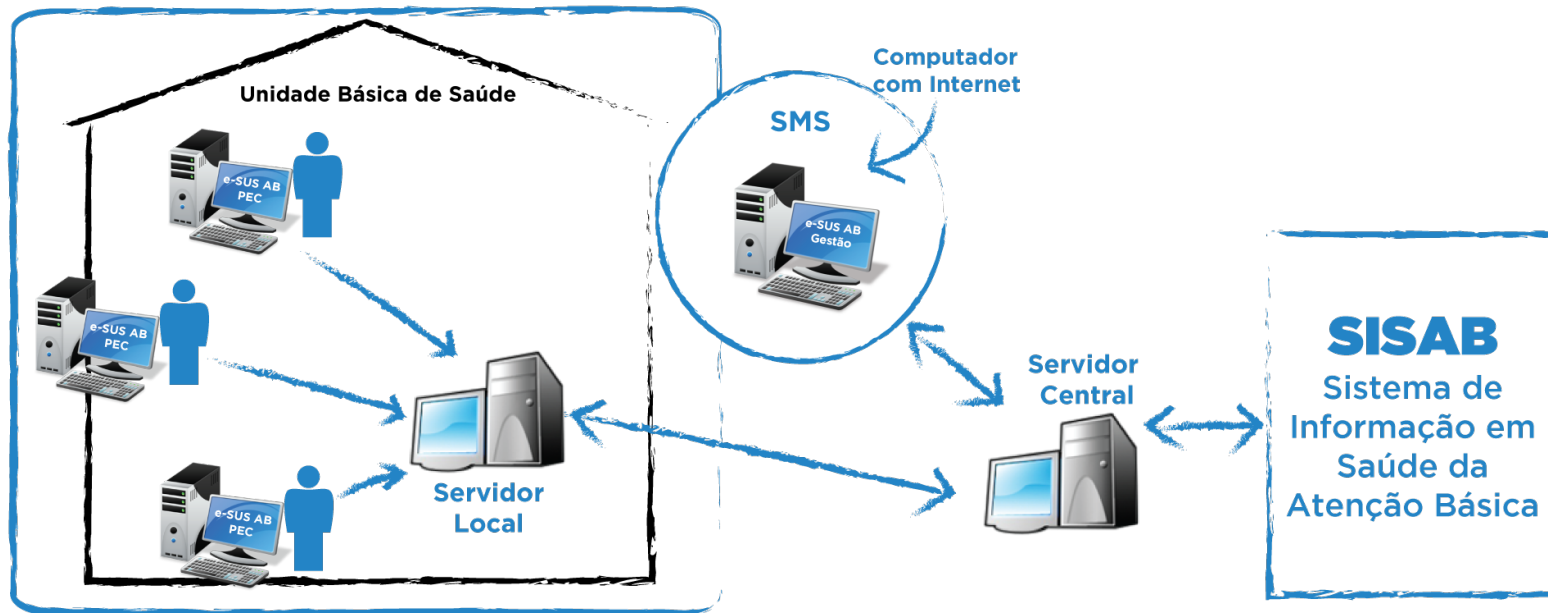 Unidade Básica de Saúde
e-SUS AB
PEC
e-SUS AB
PEC
e-SUS AB
PEC
Servidor
Local
Computador
com Internet
SMS
e-SUS AB
Gestão
Servidor
Central
SISAB
Sistema de
Informação em
Saúde da
Atenção Básica